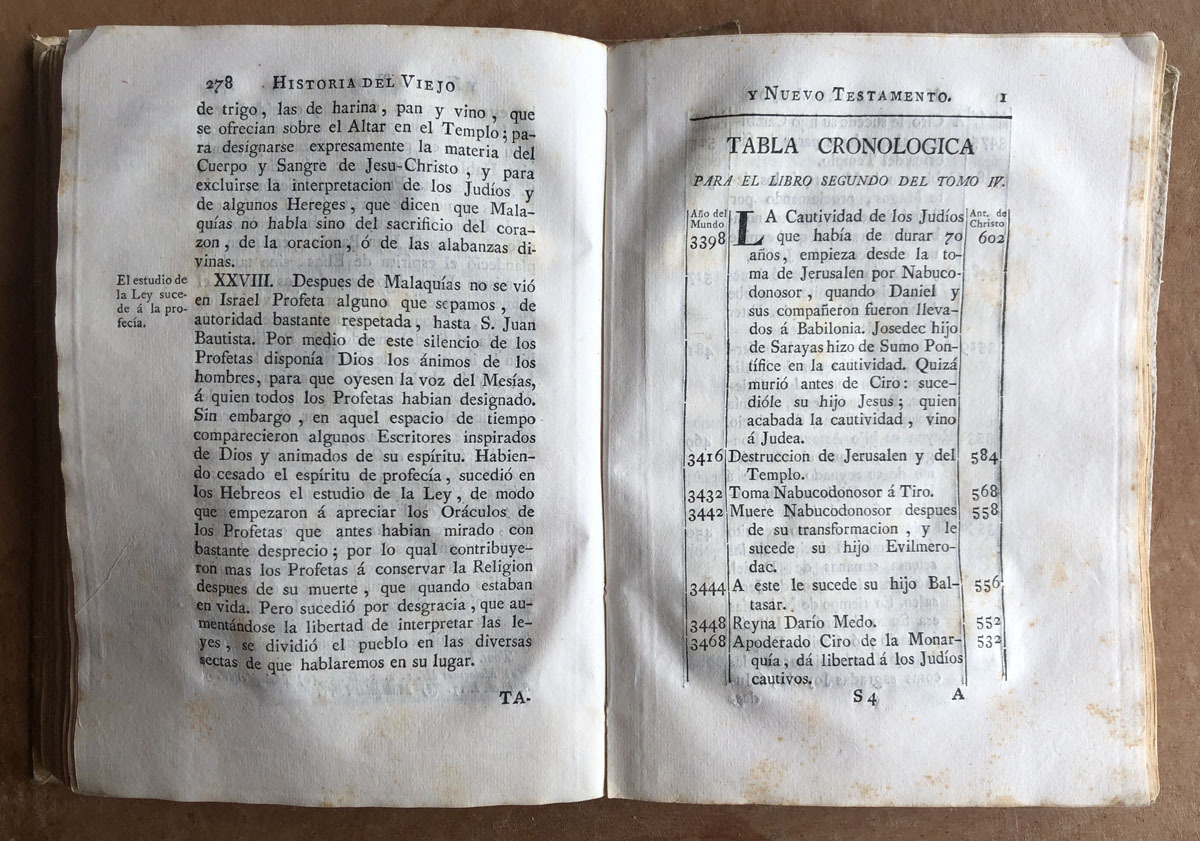 278 HISTORIA DEL VIEJO
de trigo, las de harina, pan y vino, que
se ofrecian sobre el Altar en el Templo; pa-
ra designarse expresamente la materia del
Cuerpo y Sangre de Jesu-Christo, y para
excluirse la interpretacion de los Judíos y
de algunos Hereges, que dicen que Mala-
quías no habla sino del sacrificio del cora-
zon, de la oracion, ó de las alabanzas di-
vinas.
El estudio de
la Ley suce-
de á la pro-
fecía.
XXVIII. Despues de Malaquías no se vió
en Israel Profeta alguno que sepamos, de
autoridad bastante respetada, hasta S. Juan
Bautista. Por medio de este silencio de los
Profetas disponía Dios los ánimos de los
hombres, para que oyesen la voz del Mesías,
á quien todos los Profetas habian designado.
Sin embargo, en aquel espacio de tiempo
comparecieron algunos Escritores inspirados
de Dios y animados de su espíritu. Habien-
do cesado el espíritu de profecía, sucedió en
los Hebreos el estudio de la Ley, de modo
que empezaron á apreciar los Oráculos de
los Profetas que antes habian mirado con
bastante desprecio; por lo qual contribuye-
ron mas los Profetas á conservar la Religion
despues de su muerte, que quando estaban
en vida. Pero sucedió por desgracia, que au-
mentándose la libertad de interpretar las le-
yes, se dividió el pueblo en las diversas
sectas de que hablaremos en su lugar.
TA-
Y NUEVO TESTAMENTO. 1
TABLA CRONOLOGICA
PARA EL LIBRO SEGUNDO DEL TOMO IV.
Año del
Mundo
Ant. de
Christo
3398 LA Cautividad de los Judíos 602
que había de durar 70
años, empieza desde la to-
ma de Jerusalen por Nabuco-
donosor, quando Daniel y
sus compañeron fueron lleva-
dos á Babilonia. Josedec hijo
de Sarayas hizo de Sumo Pon-
tífice en la cautividad. Quizá
murió antes de Ciro: suce-
dióle su hijo Jesus; quien
acabada la cautividad, vino
á Judea.
3416 Destruccion de Jerusalen y del 584
Templo.
3432 Toma Nabucodonosor á Tiro. 568
3442 Muere Nabucodonosor despues 558
de su transformacion, y le
sucede su hijo Evilmero-
dac.
3444 A este le sucede su hijo Bal- 556
tasar.
3448 Reyna Darío Medo. 552
3468 Apoderado Ciro de la Monar- 532
quía, dá libertad á los Judíos
cautivos.
S 4 A